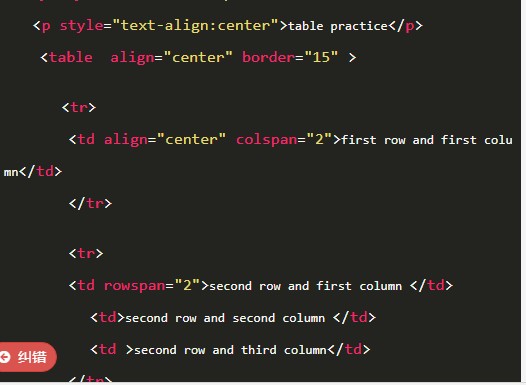 <p style="text-align:center">table practice</p>
<table  align="center" border="15" >
<tr>
<td align="center" colspan="2">first row and first colu
mn</td>
</tr>
<tr>
<td rowspan="2">second row and first column </td>
<td>second row and second column </td>
<td >second row and third column</td>
纠错
</tr>